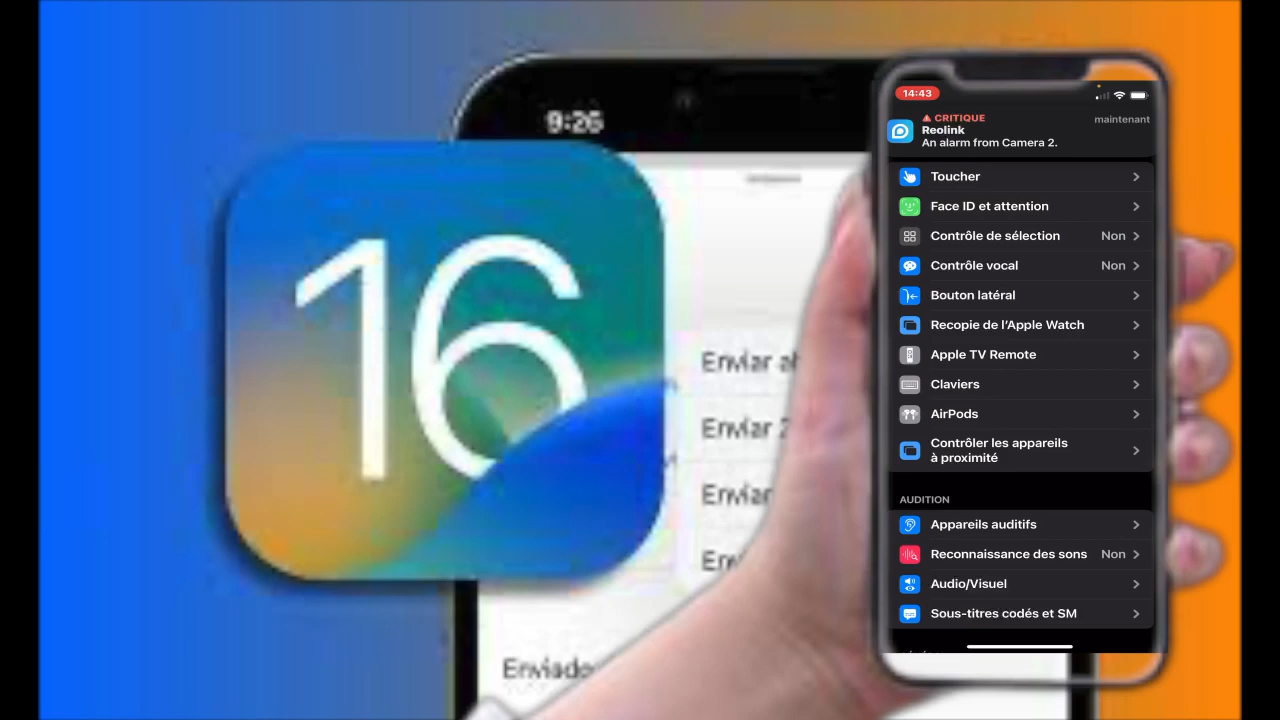 9:26
16
Enviar
Enviar 2
Enviar
Enviado
14:43
CRITIQUE
maintenant
Reolink
An alarm from Camera 2.
Toucher
Face ID et attention
Contrôle de sélection Non
Contrôle vocal Non
Bouton latéral
Recopie de l’Apple Watch
Apple TV Remote
Claviers
AirPods
Contrôler les appareils
à proximité
AUDITION
Appareils auditifs
Reconnaissance des sons Non
Audio/Visuel
Sous-titres codés et SM